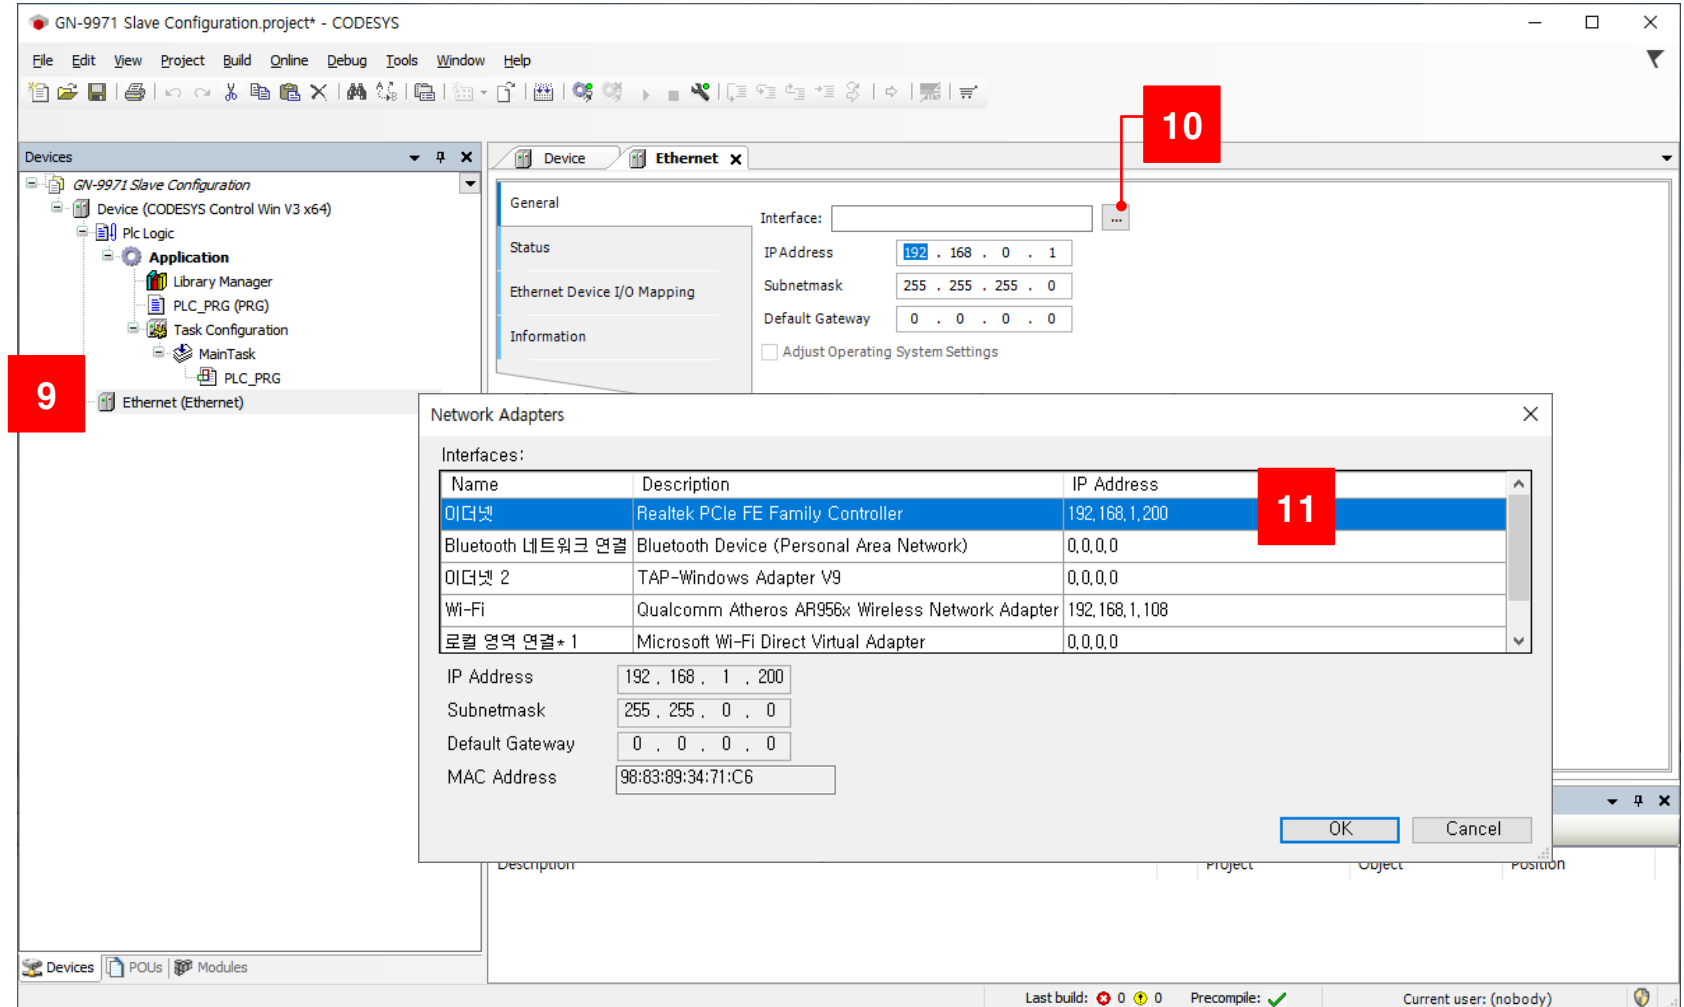 GN-9971 Slave Configuration.project* - CODESYS
File Edit View Project Build Online Debug Tools Window Help
10
Devices
Device
Ethernet
GN-9971 Slave Configuration
Device (CODESYS Control Win V3 x64)
Plc Logic
Application
Library Manager
PLC_PRG (PRG)
Task Configuration
MainTask
PLC_PRG
9
Ethernet (Ethernet)
General
Status
Ethernet Device I/O Mapping
Information
Interface:
...
IP Address 192 . 168 . 0 . 1
Subnetmask 255 . 255 . 255 . 0
Default Gateway 0 . 0 . 0 . 0
Adjust Operating System Settings
Network Adapters
Interfaces:
Name Description IP Address
11
이더넷 Realtek PCIe FE Family Controller 192,168,1,200
Bluetooth 네트워크 연결 Bluetooth Device (Personal Area Network) 0,0,0,0
이더넷 2 TAP-Windows Adapter V9 0,0,0,0
Wi-Fi Qualcomm Atheros AR956x Wireless Network Adapter 192,168,1,108
로컬 영역 연결* 1 Microsoft Wi-Fi Direct Virtual Adapter 0,0,0,0
IP Address 192 , 168 , 1 , 200
Subnetmask 255 , 255 , 0 , 0
Default Gateway 0 , 0 , 0 , 0
MAC Address 98:83:89:34:71:C6
OK Cancel
Description Project Object Position
Devices POUs Modules
Last build: 0 0 Precompile: Current user: (nobody)